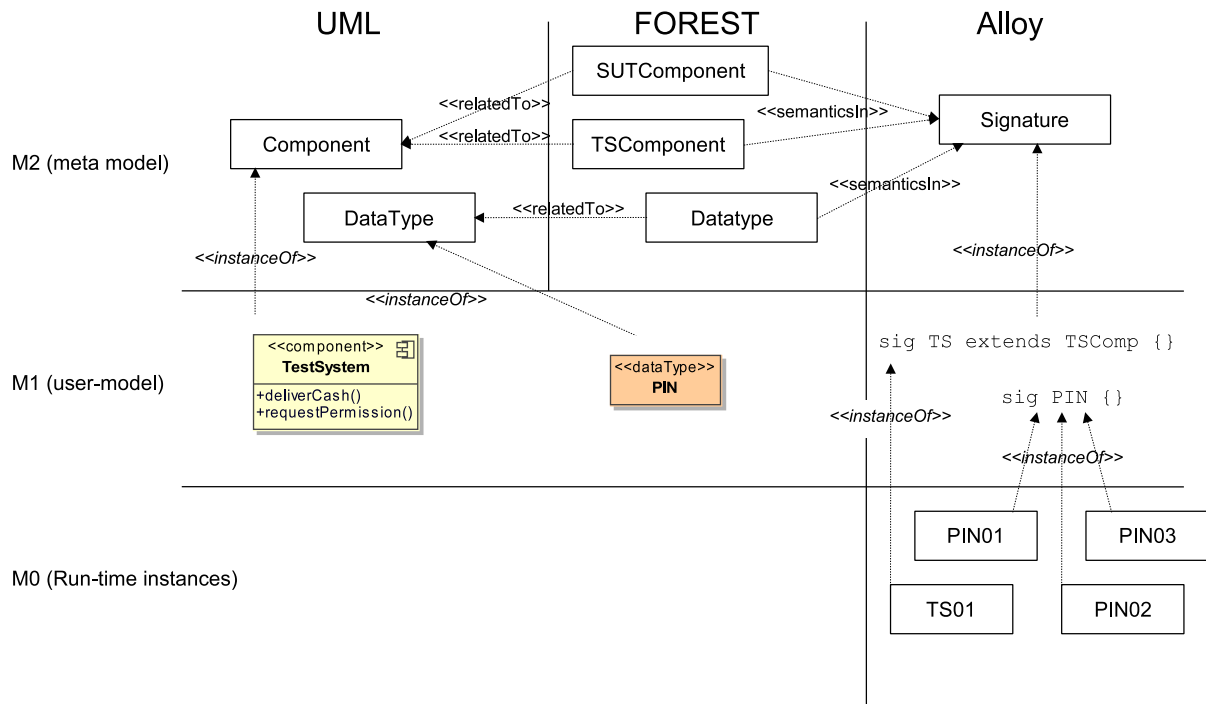 UML
FOREST
Alloy
SUTComponent
<<relatedTo>>
<<semanticsIn>>
Component
<<relatedTo>>
TSComponent
Signature
M2 (meta model)
<<semanticsIn>>
DataType
<<relatedTo>>
Datatype
<<instanceOf>>
<<instanceOf>>
<<instanceOf>>
<<component>>
TestSystem
+deliverCash()
+requestPermission()
<<dataType>>
PIN
sig TS extends TSComp {}
M1 (user-model)
sig PIN {}
<<instanceOf>>
<<instanceOf>>
PIN01
PIN03
M0 (Run-time instances)
TS01
PIN02